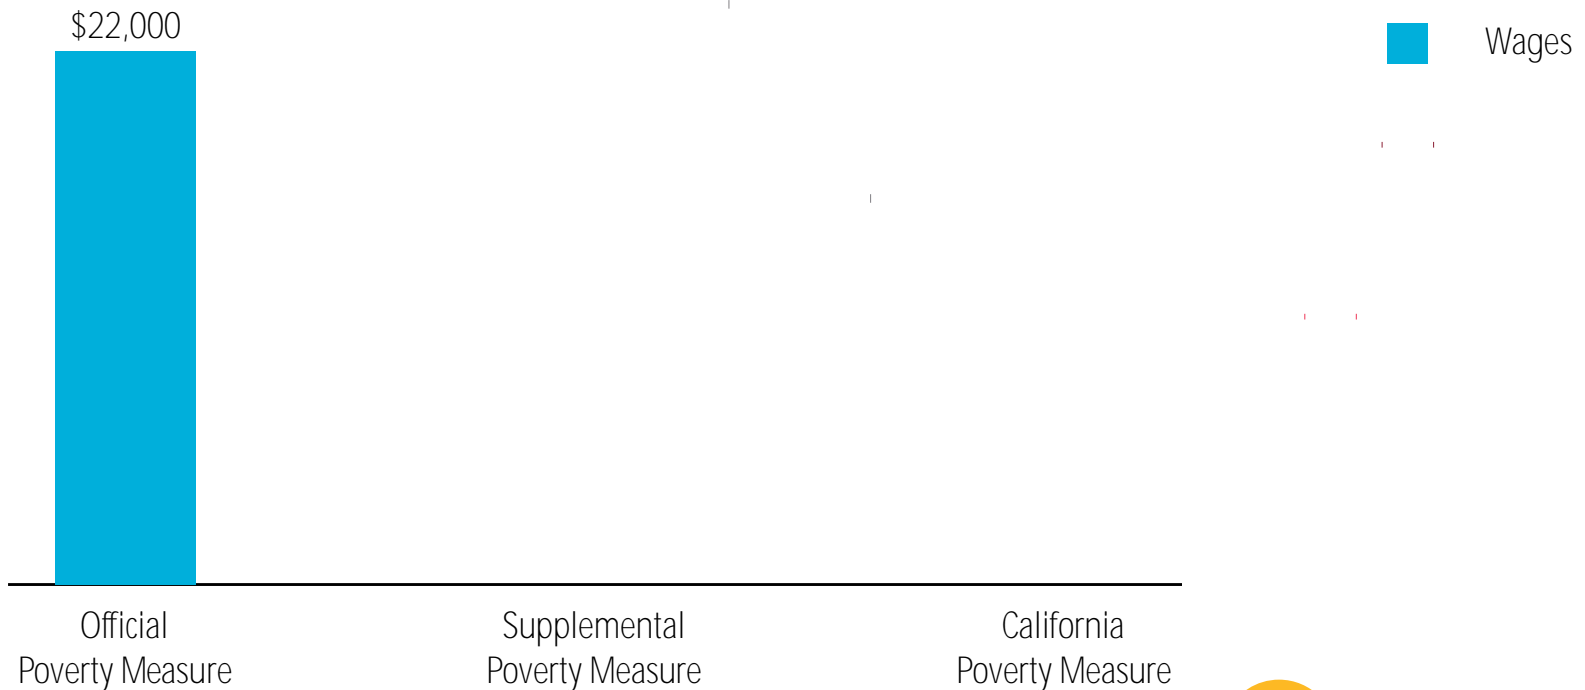 $22,000
Wages
Official
Poverty Measure
Supplemental
Poverty Measure
California
Poverty Measure